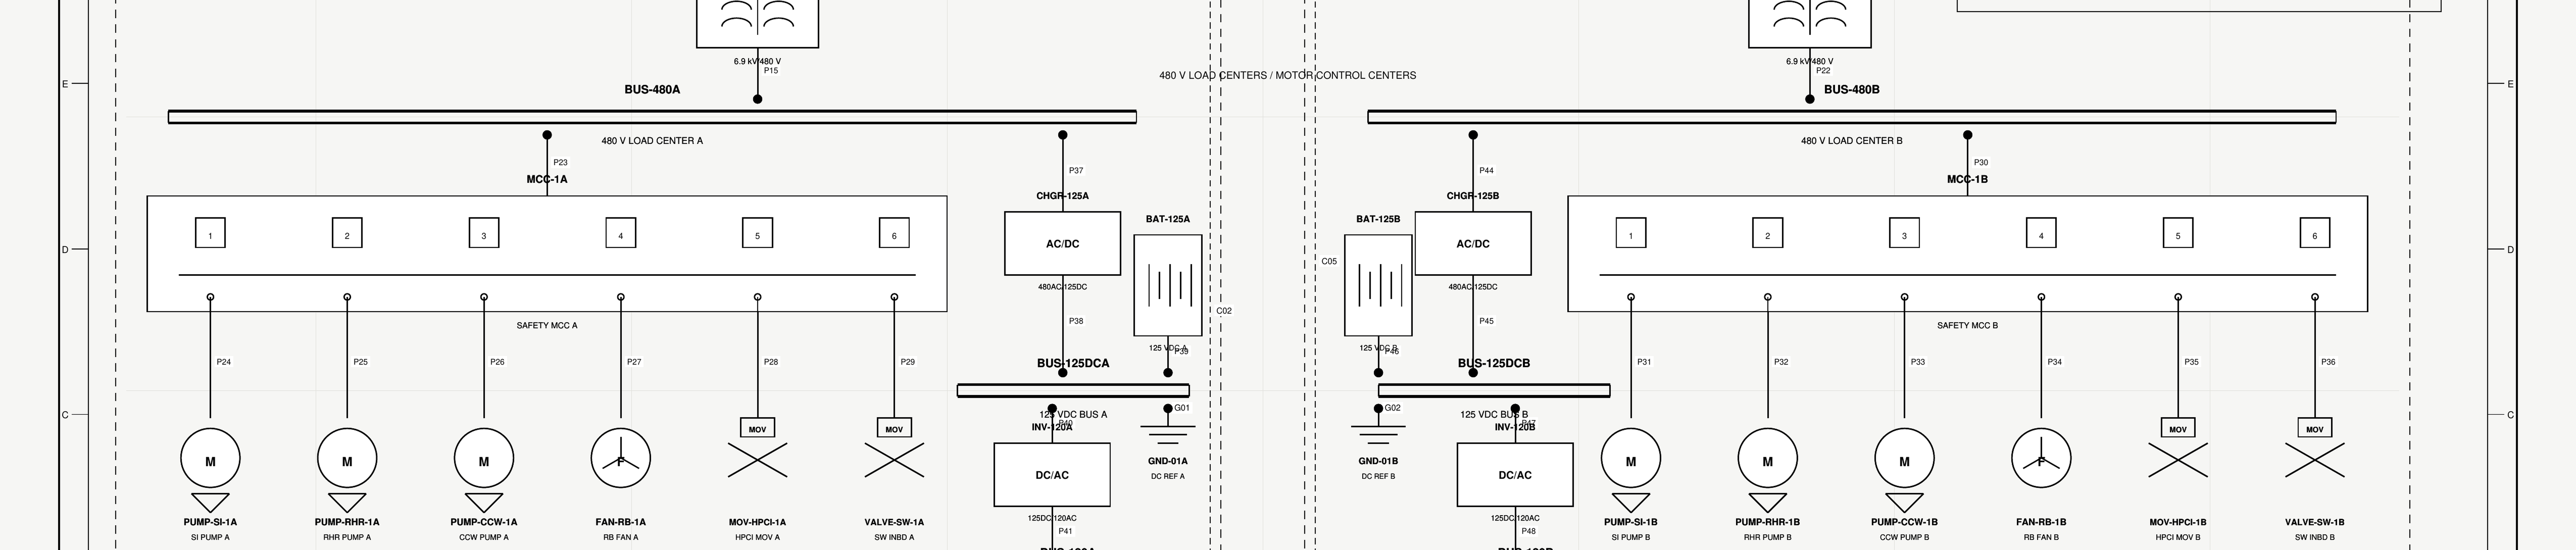 6.9 kV/480 V
6.9 kV/480 V
P15
P22
480 V LOAD CENTERS / MOTOR CONTROL CENTERS
E
E
BUS-480A
BUS-480B
480 V LOAD CENTER A
480 V LOAD CENTER B
P23
P37
P44
P30
MCC-1A
CHGR-125A
CHGR-125B
MCC-1B
BAT-125A
BAT-125B
1
2
3
4
5
6
AC/DC
AC/DC
1
2
3
4
5
6
D
D
C05
480AC/125DC
480AC/125DC
C02
SAFETY MCC A
P38
P45
SAFETY MCC B
125 VDC A
P39
125 VDC B
P46
P24
P25
P26
P27
P28
P29
BUS-125DCA
BUS-125DCB
P31
P32
P33
P34
P35
P36
C
C
125 VDC BUS A
G01
G02
125 VDC BUS B
P40
P47
INV-120A
INV-120B
MOV
MOV
MOV
MOV
M
M
M
F
GND-01A
GND-01B
M
M
M
F
DC/AC
DC REF A
DC REF B
DC/AC
125DC/120AC
125DC/120AC
PUMP-SI-1A
PUMP-RHR-1A
PUMP-CCW-1A
FAN-RB-1A
MOV-HPCI-1A
VALVE-SW-1A
P41
P48
PUMP-SI-1B
PUMP-RHR-1B
PUMP-CCW-1B
FAN-RB-1B
MOV-HPCI-1B
VALVE-SW-1B
SI PUMP A
RHR PUMP A
CCW PUMP A
RB FAN A
HPCI MOV A
SW INBD A
SI PUMP B
RHR PUMP B
CCW PUMP B
RB FAN B
HPCI MOV B
SW INBD B